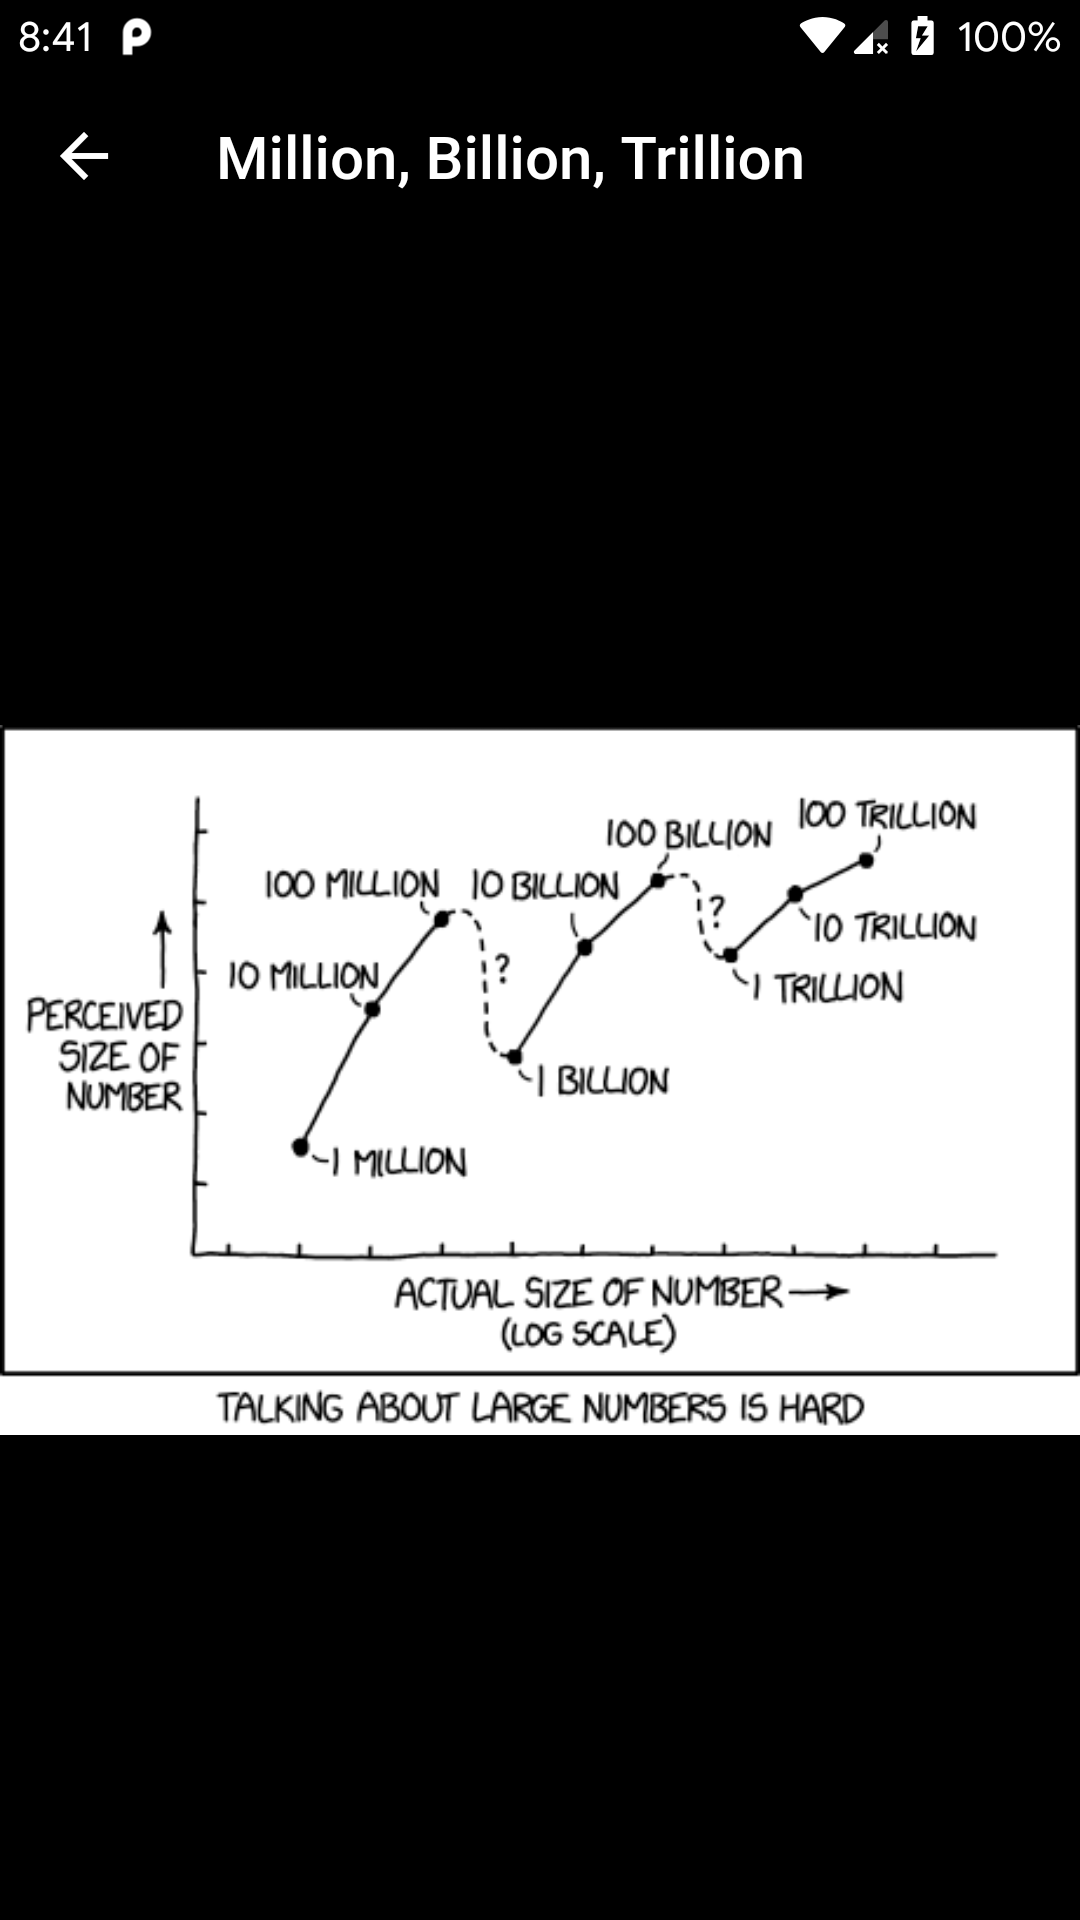 8:41
100%
Million, Billion, Trillion
100 TRILLION
100 BILLION
100 MILLION
10 BILLION
?
10 TRILLION
?
10 MILLION
1 TRILLION
PERCEIVED
SIZE OF
NUMBER
1 BILLION
1 MILLION
ACTUAL SIZE OF NUMBER
(LOG SCALE)
TALKING ABOUT LARGE NUMBERS IS HARD